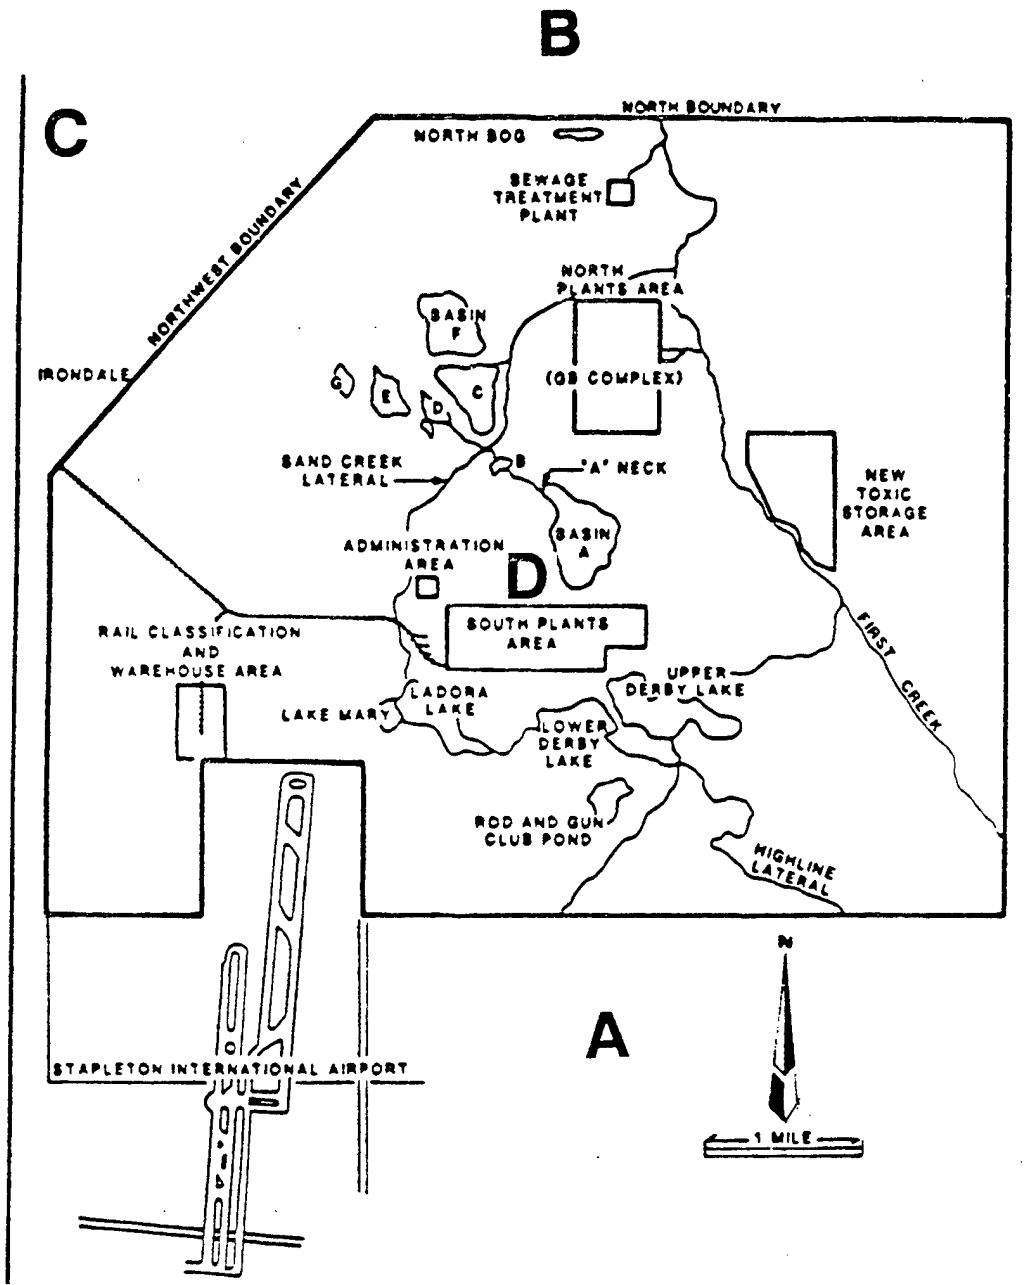 B
C
NORTH BOUNDARY
NORTH BOG
SEWAGE
TREATMENT
PLANT
NORTHWEST BOUNDARY
NORTH
PLANTS AREA
BASIN
F
IRONDALE
G
E
D
C
(GB COMPLEX)
SAND CREEK
LATERAL
B
"A" NECK
NEW
TOXIC
STORAGE
AREA
BASIN
A
ADMINISTRATION
AREA
D
SOUTH PLANTS
AREA
RAIL CLASSIFICATION
AND
WAREHOUSE AREA
FIRST
CREEK
UPPER
DERBY LAKE
LADORA
LAKE
LAKE MARY
LOWER
DERBY
LAKE
ROD AND GUN
CLUB POND
HIGHLINE
LATERAL
N
A
STAPLETON INTERNATIONAL AIRPORT
1 MILE